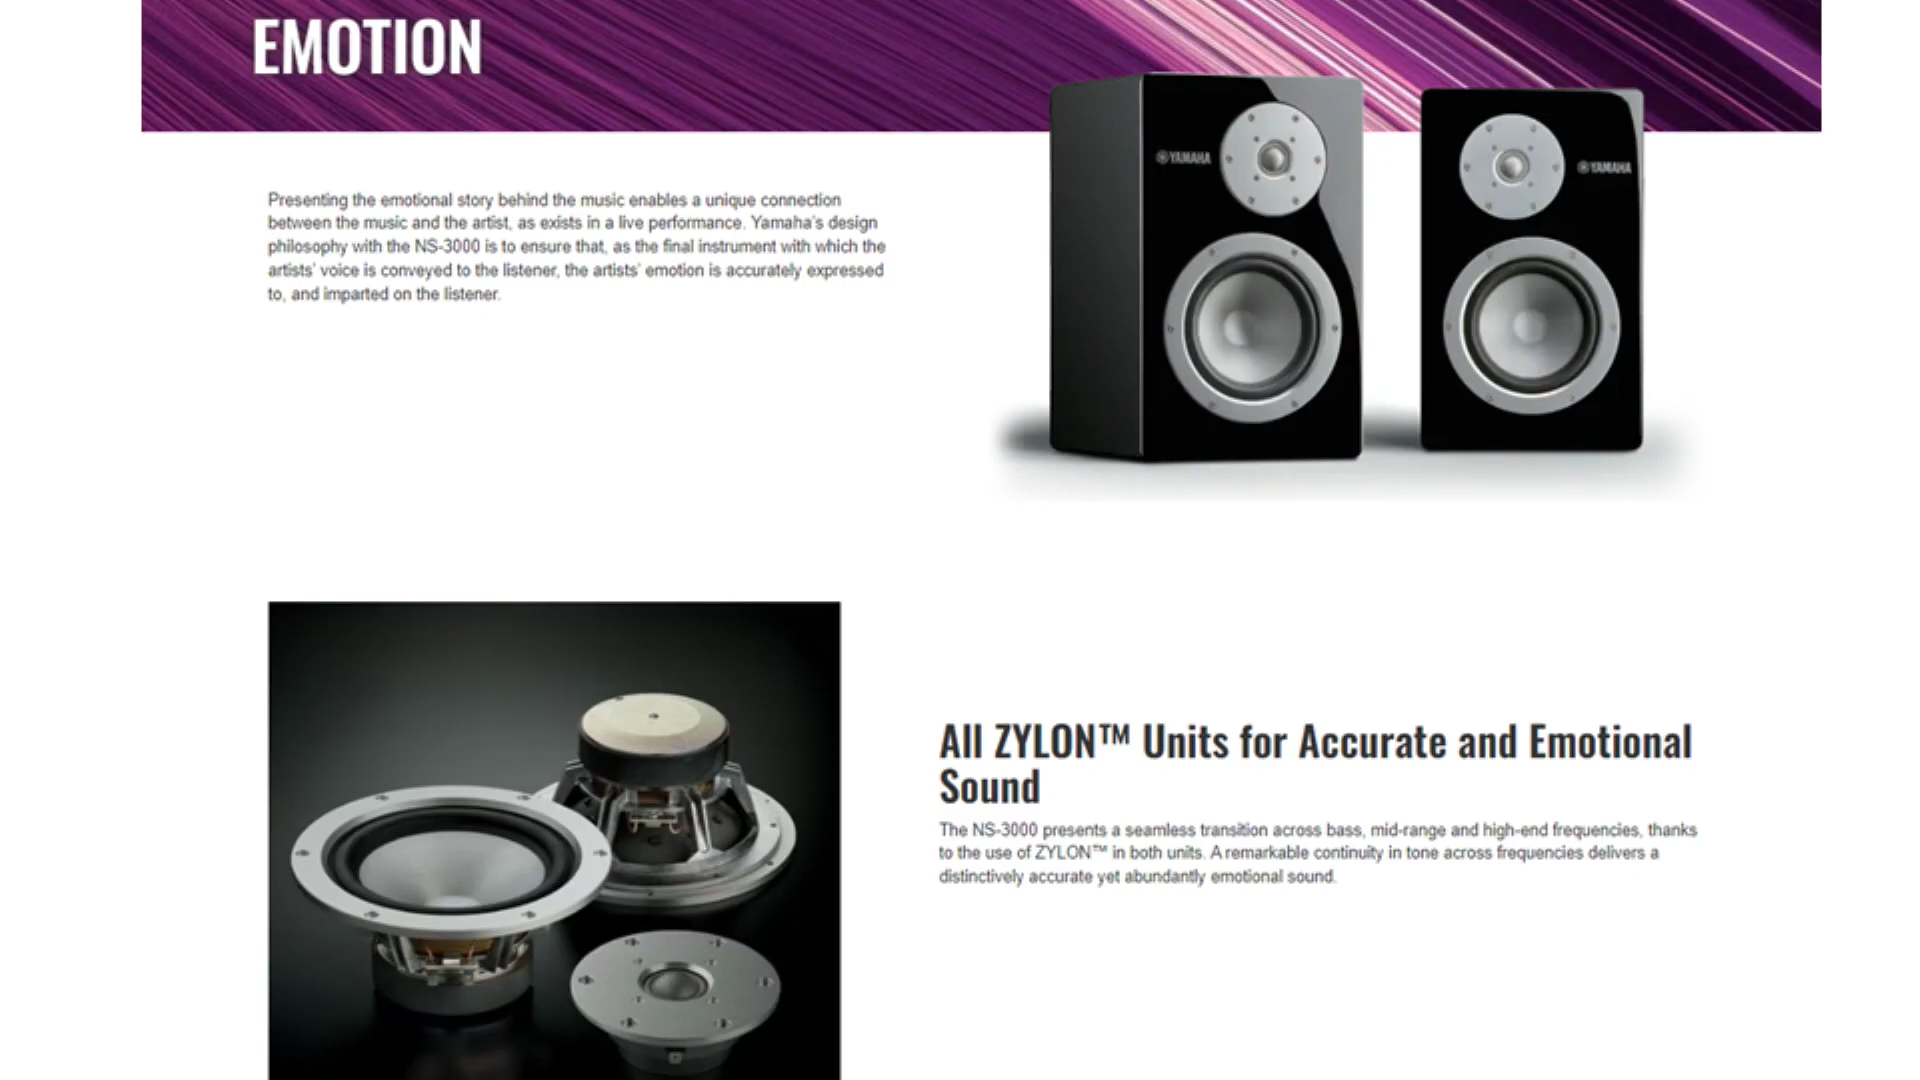 EMOTION
YAMAHA
YAMAHA
Presenting the emotional story behind the music enables a unique connection
between the music and the artist, as exists in a live performance. Yamaha's design
philosophy with the NS-3000 is to ensure that, as the final instrument with which the
artists' voice is conveyed to the listener, the artists' emotion is accurately expressed
to, and imparted on the listener.
All ZYLON™ Units for Accurate and Emotional
Sound
The NS-3000 presents a seamless transition across bass, mid-range and high-end frequencies, thanks
to the use of ZYLON™ in both units. A remarkable continuity in tone across frequencies delivers a
distinctively accurate yet abundantly emotional sound.